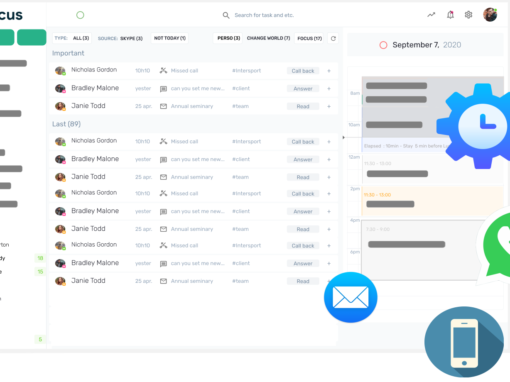 cus
Search for task and etc.
TYPE: ALL (3) SOURCE: SKYPE (3) NOT TODAY (1) PERSO (3) CHANGE WORLD (7) FOCUS (17)
September 7, 2020
Important
Nicholas Gordon 10h10 Missed call #Intersport Call back +
Bradley Malone yester can you set me new... #client Answer +
Janie Todd 25 apr. Annual seminary #team Read +
Last (89)
Nicholas Gordon 10h10 Missed call #Intersport Call back +
Bradley Malone yester can you set me new... #client Answer +
Janie Todd 25 apr. Annual seminary #team Read +
Nicholas Gordon 10h10 Missed call #Intersport Call back +
Bradley Malone yester can you set me new... #client Answer +
Janie Todd 25 apr. Annual seminary #team Read +
Nicholas Gordon 10h10 Missed call #Intersport Call back +
Bradley Malone yester can you set me new... #client Answer +
Janie Todd 25 apr. Annual seminary #team Read +
rton
dy 18
15